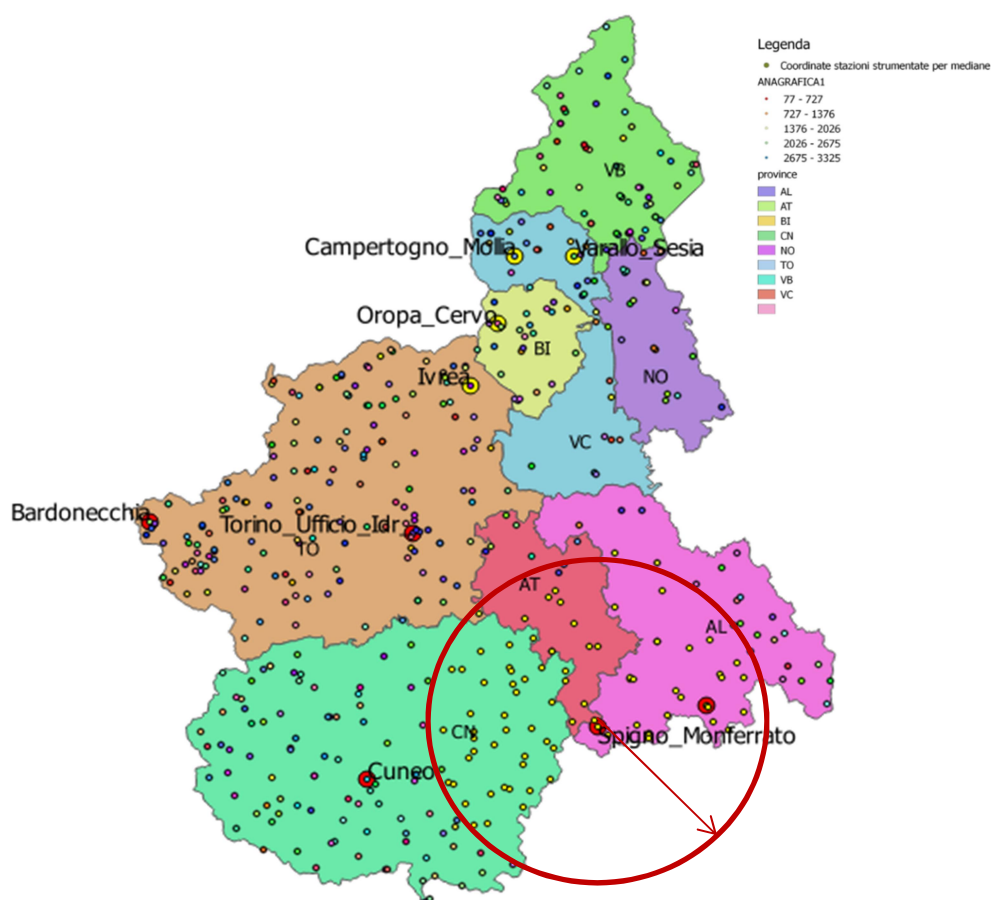 Legenda
Coordinate stazioni strumentate per mediane
ANAGRAFICA1
77 - 727
727 - 1376
1376 - 2026
2026 - 2675
2675 - 3325
province
AL
AT
BI
CN
NO
TO
VB
VC
VB
Campertogno_Mollia
Varallo_Sesia
Oropa_Cervo
BI
Ivrea
NO
VC
Bardonecchia
Torino_Ufficio_Idr
TO
AT
AL
CN
Spigno_Monferrato
Cuneo